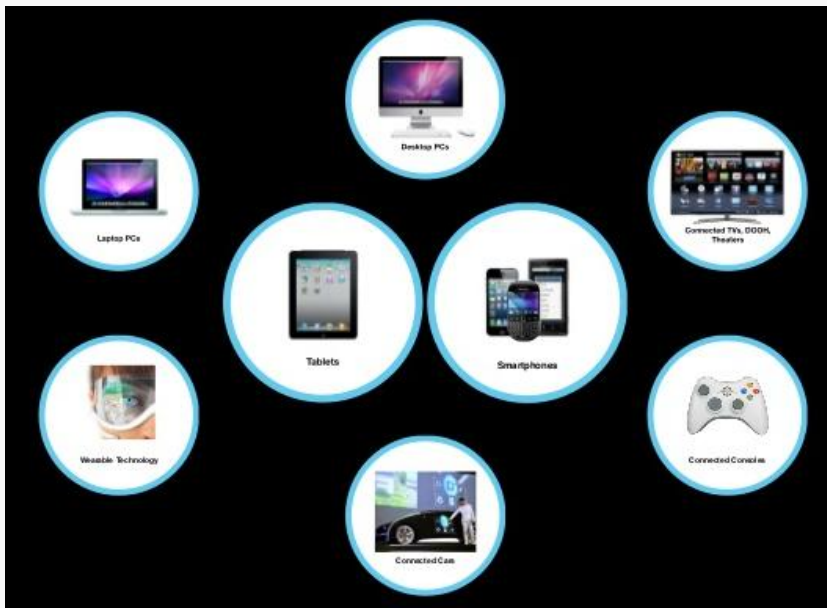 Desktop PCs
Laptop PCs
Connected TVs, DOOH,
Theaters
Tablets
Smartphones
Wearable Technology
Connected Consoles
Connected Cars